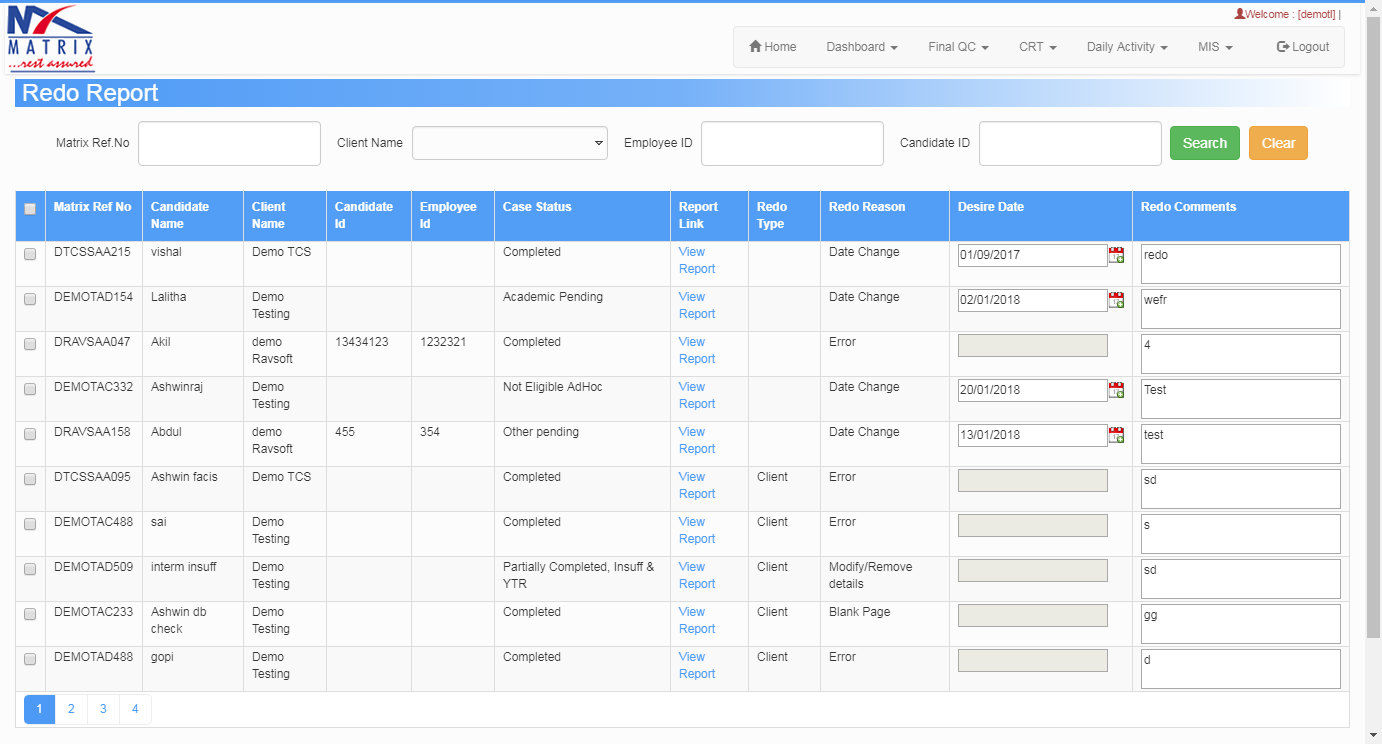 Welcome : [demotl] |
MATRIX
...rest assured
Home Dashboard Final QC CRT Daily Activity MIS Logout
Redo Report
Matrix Ref.No Client Name Employee ID Candidate ID Search Clear
Matrix Ref No Candidate Name Client Name Candidate Id Employee Id Case Status Report Link Redo Type Redo Reason Desire Date Redo Comments
DTCSSAA215 vishal Demo TCS Completed View Report Date Change 01/09/2017 redo
DEMOTAD154 Lalitha Demo Testing Academic Pending View Report Date Change 02/01/2018 wefr
DRAVSAA047 Akil demo Ravsoft 13434123 1232321 Completed View Report Error 4
DEMOTAC332 Ashwinraj Demo Testing Not Eligible AdHoc View Report Date Change 20/01/2018 Test
DRAVSAA158 Abdul demo Ravsoft 455 354 Other pending View Report Date Change 13/01/2018 test
DTCSSAA095 Ashwin facis Demo TCS Completed View Report Client Error sd
DEMOTAC488 sai Demo Testing Completed View Report Client Error s
DEMOTAD509 interm insuff Demo Testing Partially Completed, Insuff & YTR View Report Client Modify/Remove details sd
DEMOTAC233 Ashwin db check Demo Testing Completed View Report Client Blank Page gg
DEMOTAD488 gopi Demo Testing Completed View Report Client Error d
1 2 3 4